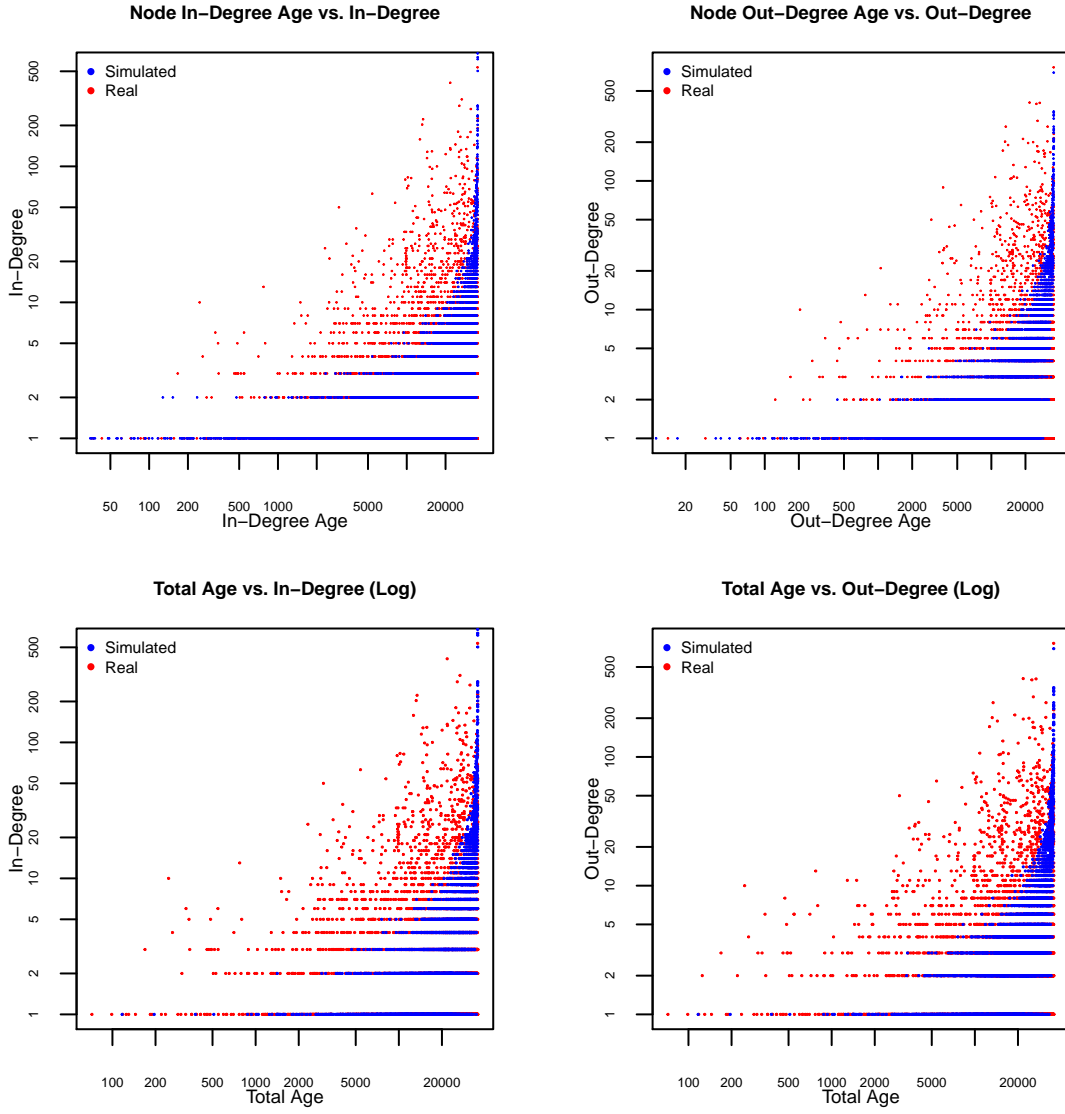 Node In−Degree Age vs. In−Degree
Simulated
Real
In−Degree
500
200
100
50
20
10
5
2
1
50 100 200 500 1000 5000 20000
In−Degree Age
Node Out−Degree Age vs. Out−Degree
Simulated
Real
Out−Degree
500
200
100
50
20
10
5
2
1
20 50 100 200 500 2000 5000 20000
Out−Degree Age
Total Age vs. In−Degree (Log)
Simulated
Real
In−Degree
500
200
100
50
20
10
5
2
1
100 200 500 1000 2000 5000 20000
Total Age
Total Age vs. Out−Degree (Log)
Simulated
Real
Out−Degree
500
200
100
50
20
10
5
2
1
100 200 500 1000 2000 5000 20000
Total Age